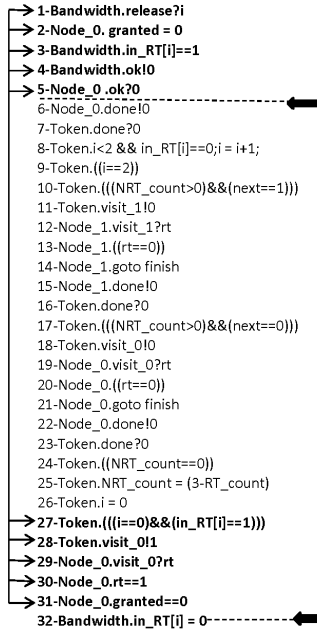 1-Bandwidth.release?i
2-Node_0. granted = 0
3-Bandwidth.in_RT[i]==1
4-Bandwidth.ok!0
5-Node_0 .ok?0
6-Node_0.done!0
7-Token.done?0
8-Token.i<2 && in_RT[i]==0;i = i+1;
9-Token.((i==2))
10-Token.(((NRT_count>0)&&(next==1)))
11-Token.visit_1!0
12-Node_1.visit_1?rt
13-Node_1.((rt==0))
14-Node_1.goto finish
15-Node_1.done!0
16-Token.done?0
17-Token.(((NRT_count>0)&&(next==0)))
18-Token.visit_0!0
19-Node_0.visit_0?rt
20-Node_0.((rt==0))
21-Node_0.goto finish
22-Node_0.done!0
23-Token.done?0
24-Token.((NRT_count==0))
25-Token.NRT_count = (3-RT_count)
26-Token.i = 0
27-Token.(((i==0)&&(in_RT[i]==1)))
28-Token.visit_0!1
29-Node_0.visit_0?rt
30-Node_0.rt==1
31-Node_0.granted==0
32-Bandwidth.in_RT[i] = 0